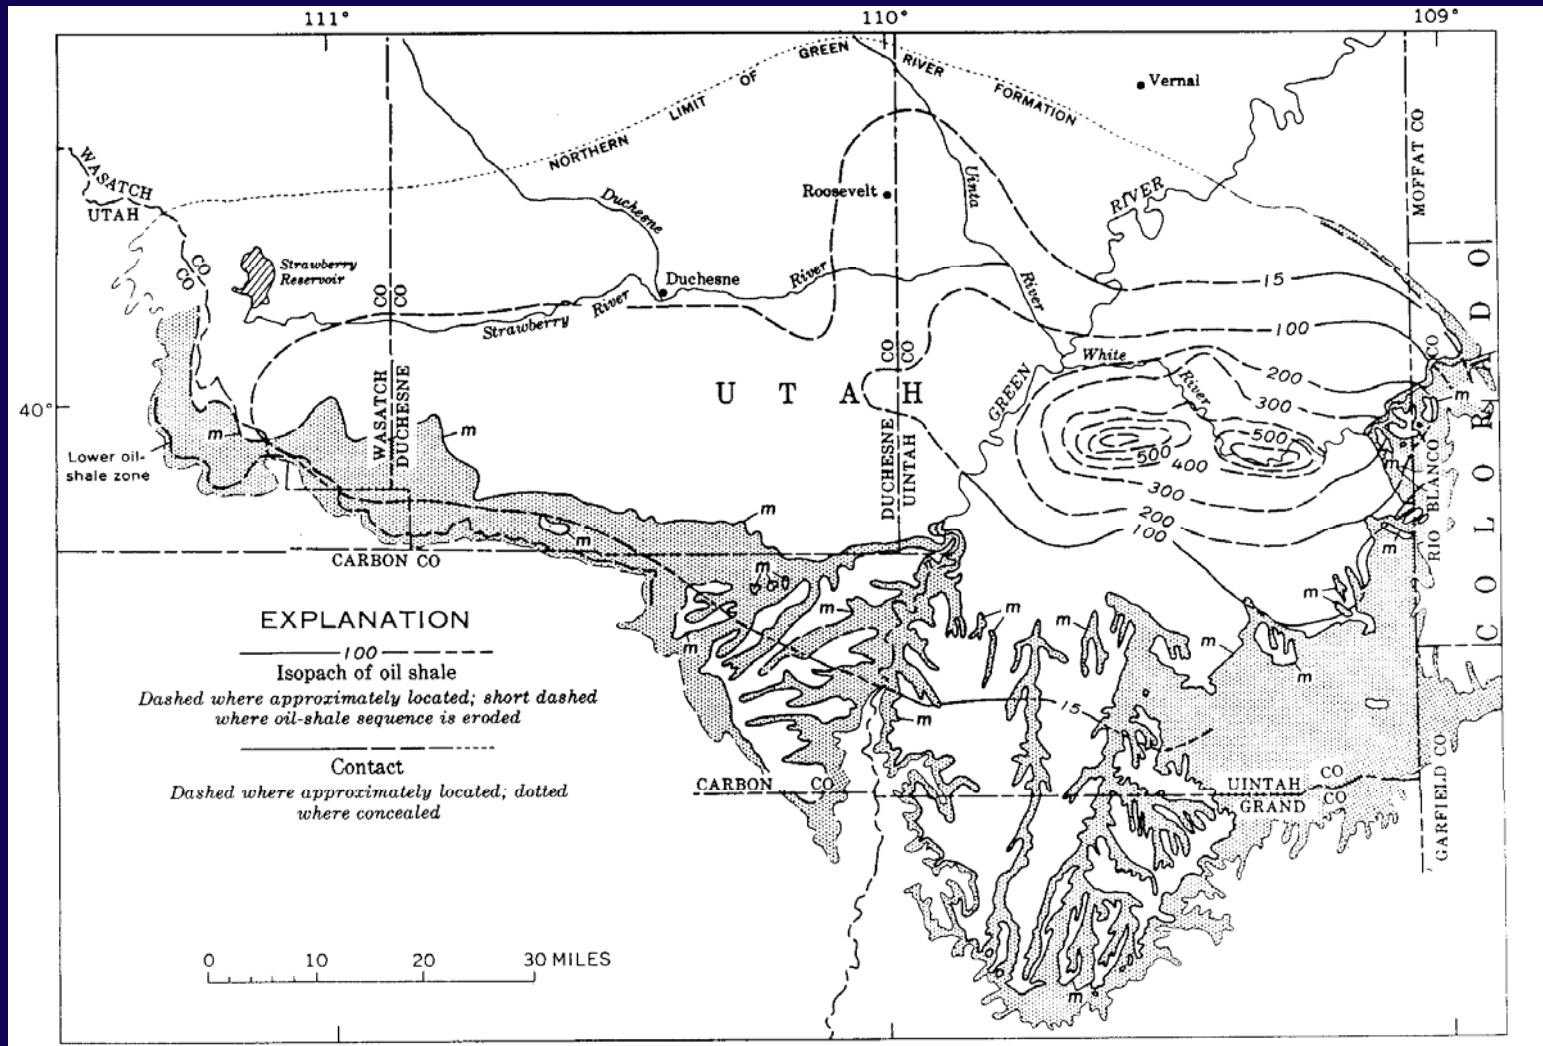 111°
110°
109°
NORTHERN LIMIT OF GREEN RIVER FORMATION
Vernal
MOFFAT CO
WASATCH
UTAH
CO
CO
Duchesne
Roosevelt
Uinta
River
RIVER
Strawberry
Reservoir
Duchesne
River
15
Strawberry River
CO
CO
100
CO
CO
White
River
200
CO
40°
U T A H
GREEN
300
m
WASATCH
DUCHESNE
m
m
500
Lower oil-
shale zone
500
400
m
DUCHESNE
UINTAH
300
RIO BLANCO
COLORADO
m
200
100
m
m
CARBON CO
m
m
m
m
m
EXPLANATION
100
Isopach of oil shale
Dashed where approximately located; short dashed
where oil-shale sequence is eroded
m
m
m
m
15
Contact
Dashed where approximately located; dotted
where concealed
CARBON CO
UINTAH CO
GRAND CO
GARFIELD CO
0 10 20 30 MILES
m